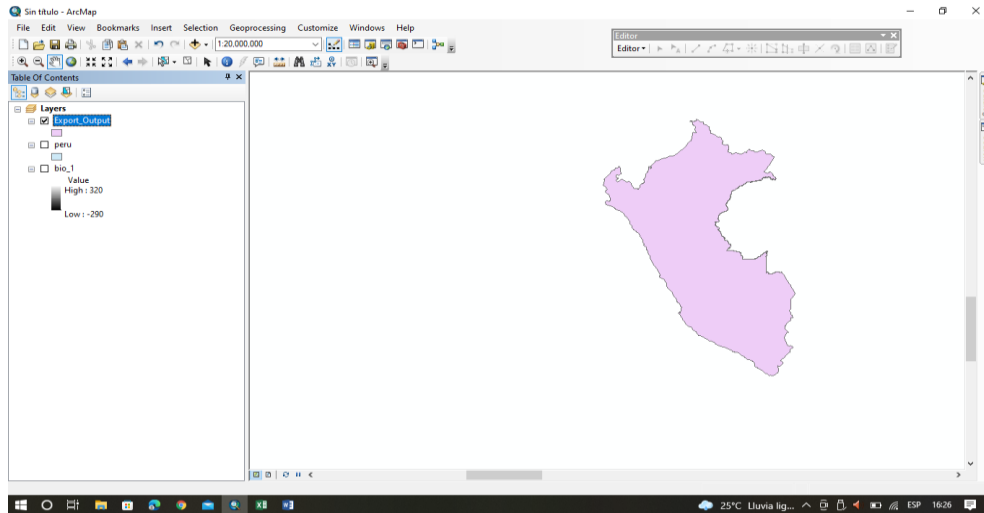 Sin título - ArcMap
File Edit View Bookmarks Insert Selection Geoprocessing Customize Windows Help
1:20.000.000
Editor
Editor
Table Of Contents
Layers
Export_Output
peru
bio_1
Value
High : 320
Low : -290
25°C Lluvia lig... ESP 16:26